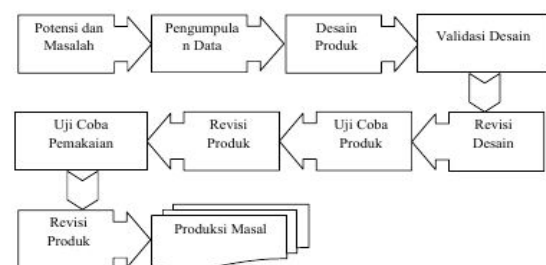 Potensi dan
Masalah
Pengumpula
n Data
Desain
Produk
Validasi Desain
Uji Coba
Pemakaian
Revisi
Produk
Uji Coba
Produk
Revisi
Desain
Revisi
Produk
Produksi Masal